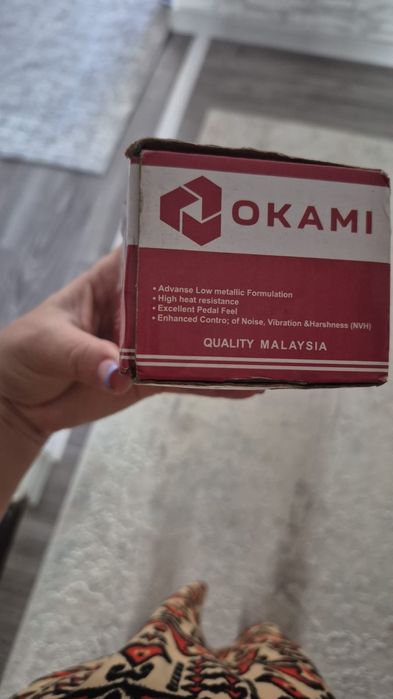 OKAMI
• Advanse Low metallic Formulation
• High heat resistance
• Excellent Pedal Feel
• Enhanced Contro; of Noise, Vibration &Harshness (NVH)
QUALITY MALAYSIA